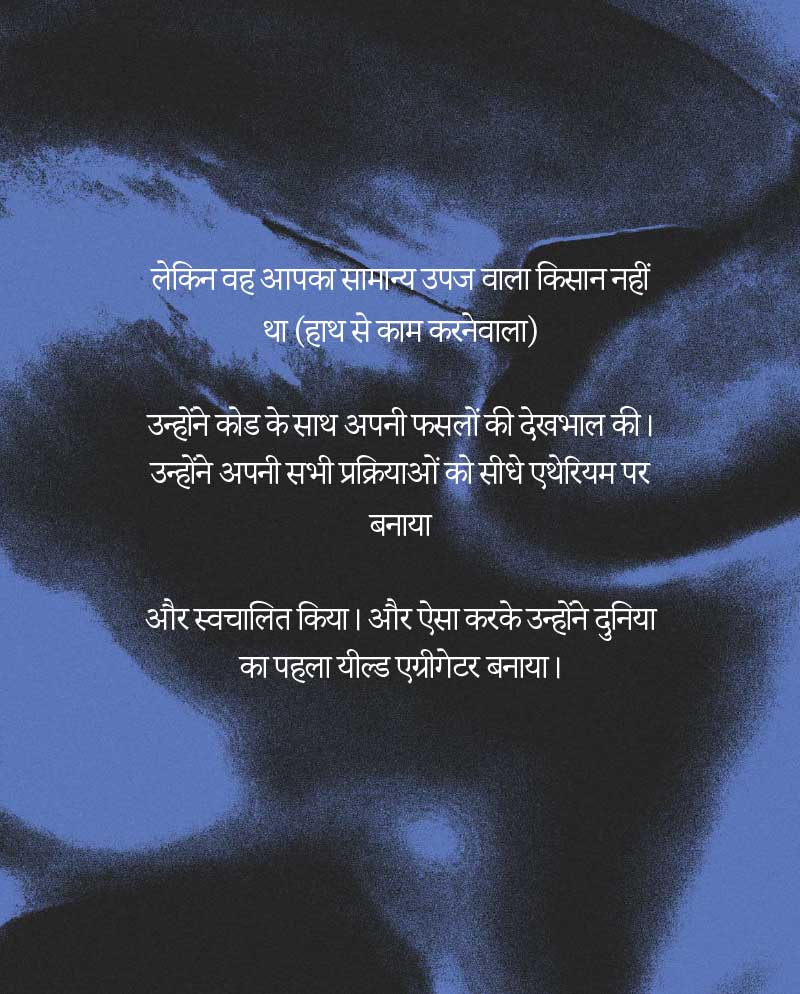 लेकिन वह आपका सामान्य उपज वाला किसान नहीं
था (हाथ से काम करनेवाला)
उन्होंने कोड के साथ अपनी फसलों की देखभाल की।
उन्होंने अपनी सभी प्रक्रियाओं को सीधे एथेरियम पर
बनाया
और स्वचालित किया। और ऐसा करके उन्होंने दुनिया
का पहला यील्ड एग्रीगेटर बनाया।